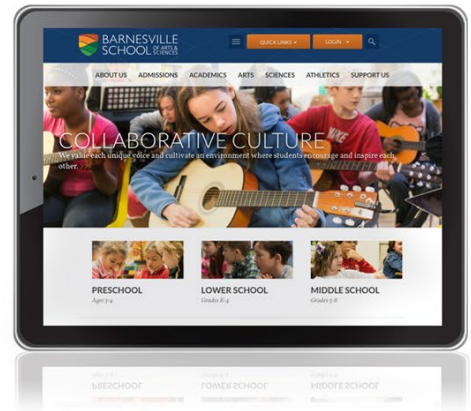 BARNESVILLE
SCHOOL OF ARTS & SCIENCES
QUICK LINKS
LOGIN
ABOUT US ADMISSIONS ACADEMICS ARTS SCIENCES ATHLETICS SUPPORT US
COLLABORATIVE CULTURE
We value each unique voice and cultivate an environment where students encourage and inspire each
other.
PRESCHOOL LOWER SCHOOL MIDDLE SCHOOL
Ages 3-4 Grades K-4 Grades 5-8